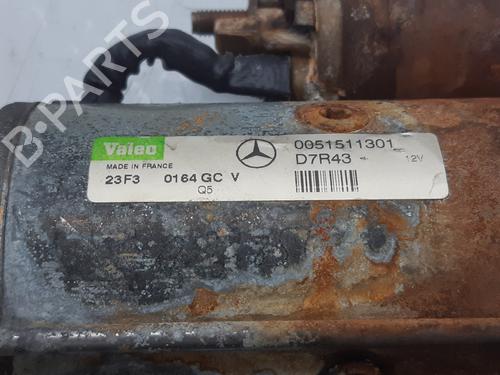 Valeo
MADE IN FRANCE
23F3 0164 GC V
Q5
0051511301
D7R43
12V
B-PARTS